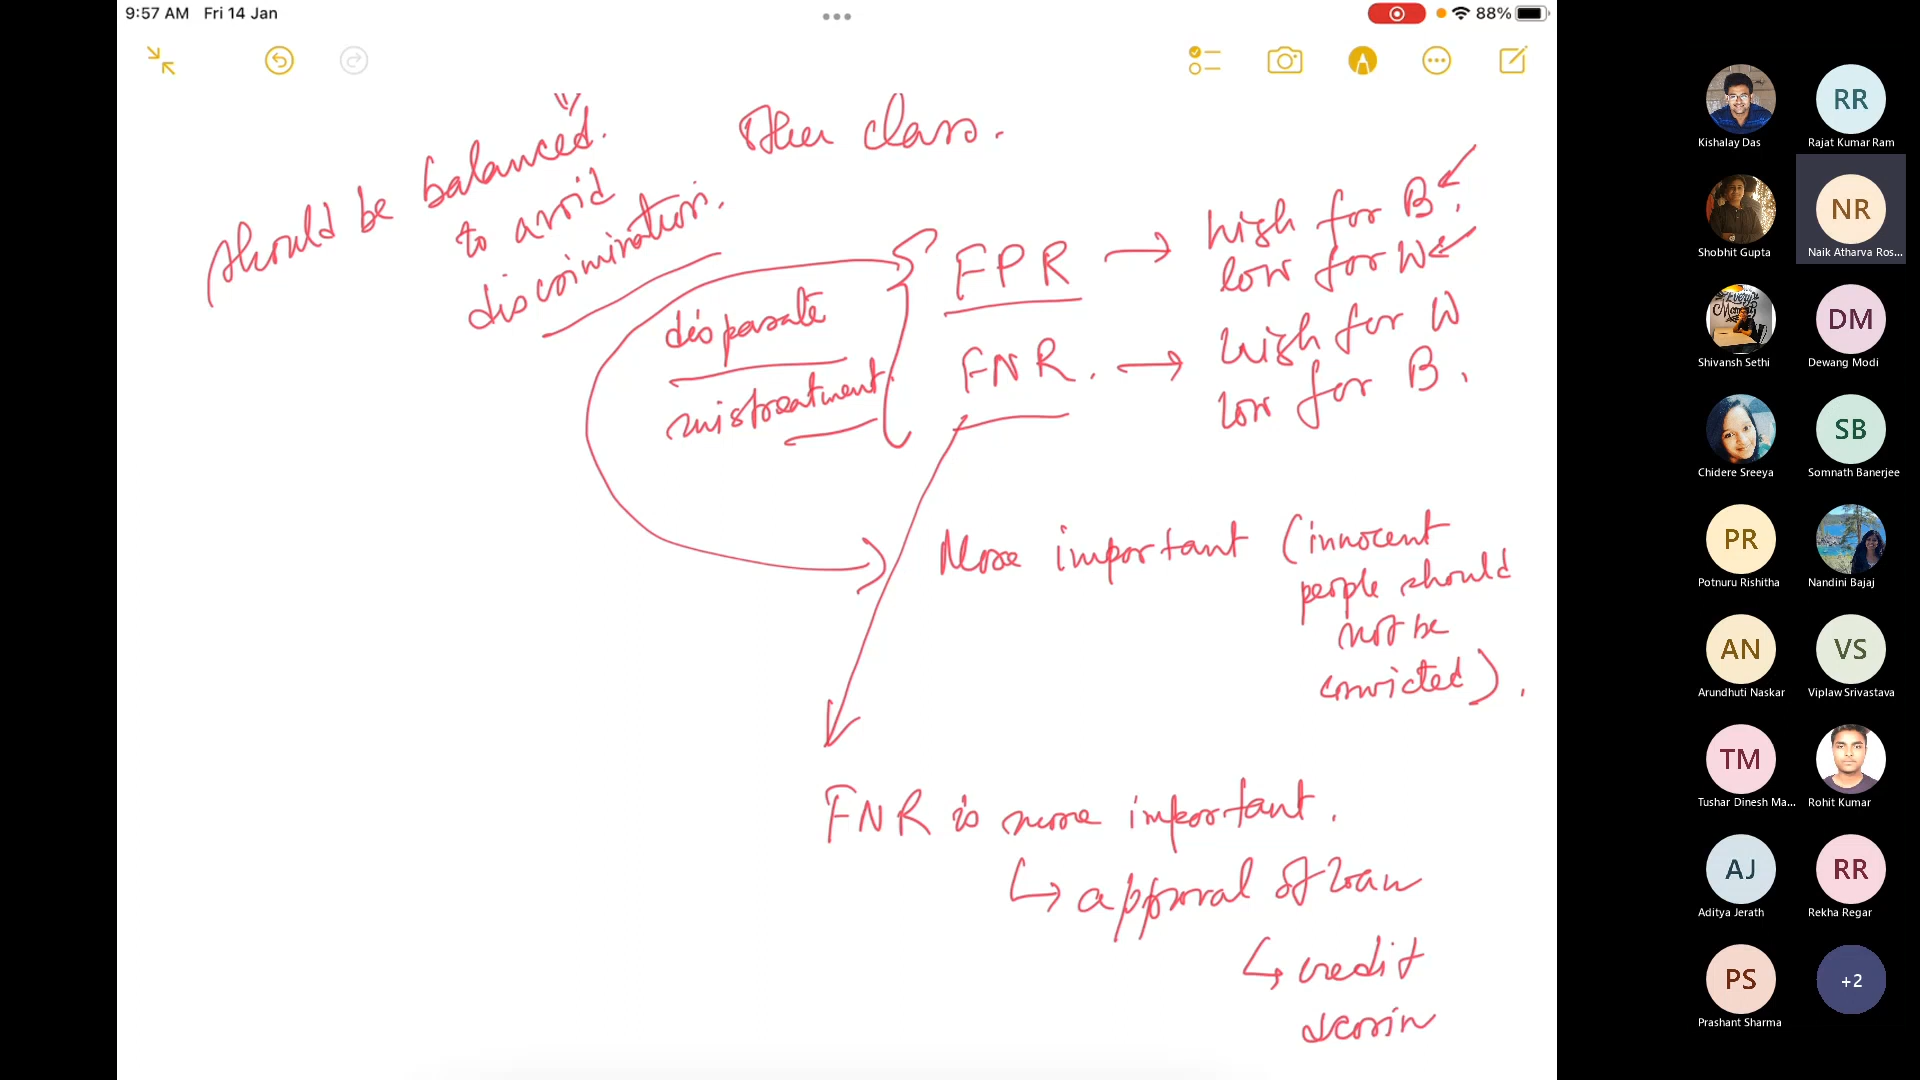 9:57 AM Fri 14 Jan
88%
should be balanced.
to avoid
discrimination.
other class.
FPR → high for B.
low for W
FNR. → high for W
low for B.
disparate
mistreatment.
More important (innocent
people should
not be
convicted).
FNR is more important.
↳ approval of loan
↳ credit
scorin
Kishalay Das
RR
Rajat Kumar Ram
Shobhit Gupta
NR
Naik Atharva Ros...
Shivansh Sethi
DM
Dewang Modi
Chidere Sreeya
SB
Somnath Banerjee
PR
Potnuru Rishitha
Nandini Bajaj
AN
Arundhuti Naskar
VS
Viplaw Srivastava
TM
Tushar Dinesh Ma...
Rohit Kumar
AJ
Aditya Jerath
RR
Rekha Regar
PS
Prashant Sharma
+2